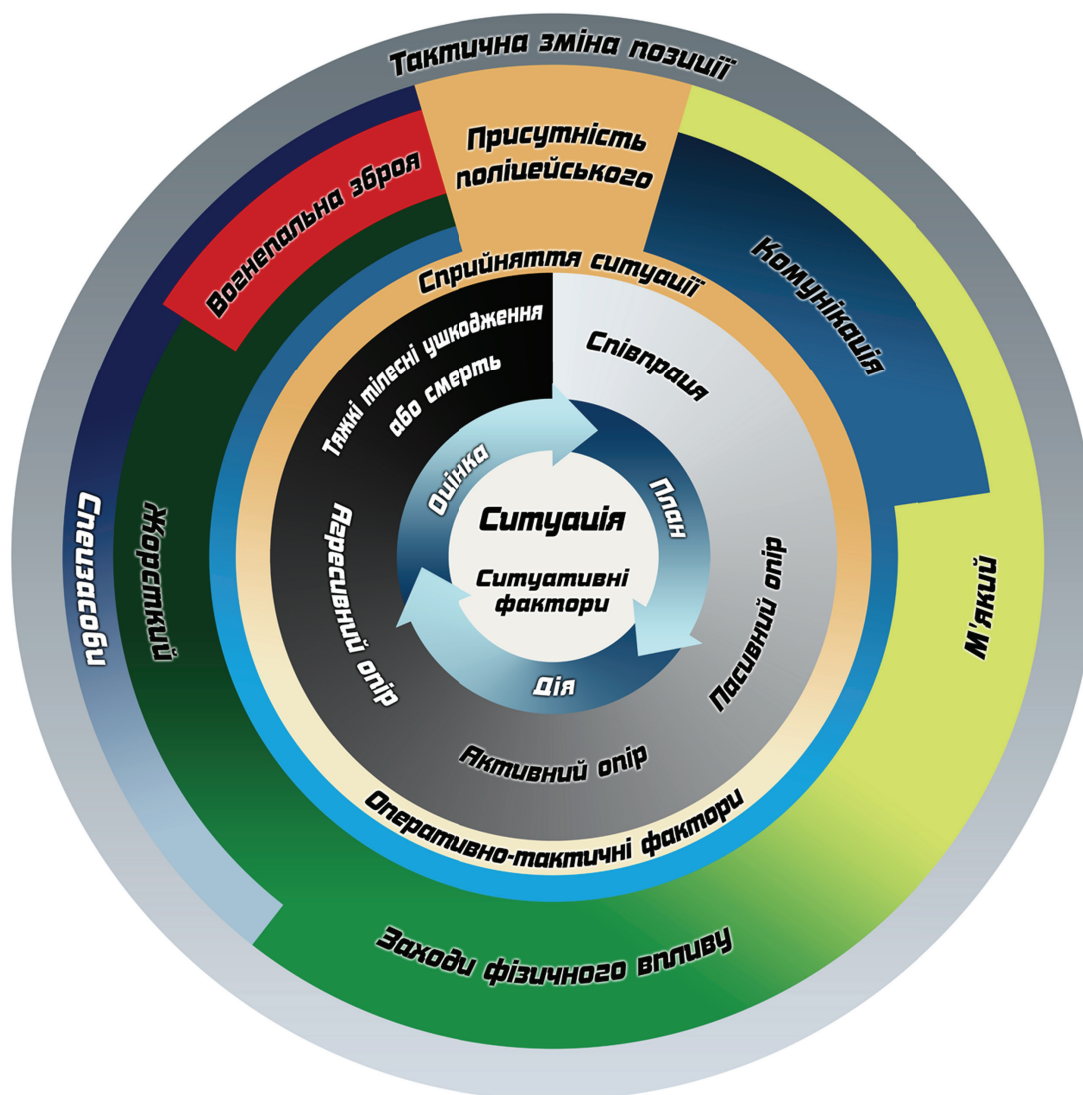 Тактична зміна позиції
Присутність
поліцейського
Вогнепальна зброя
Комунікація
Сприйняття ситуації
Тяжкі тілесні ушкодження
або смерть
Співпраця
Оцінка
План
Ситуація
Ситуативні
фактори
Спецзасоби
Жорсткий
Агресивний опір
Пасивний опір
М'який
Дія
Активний опір
Оперативно-тактичні фактори
Заходи фізичного впливу